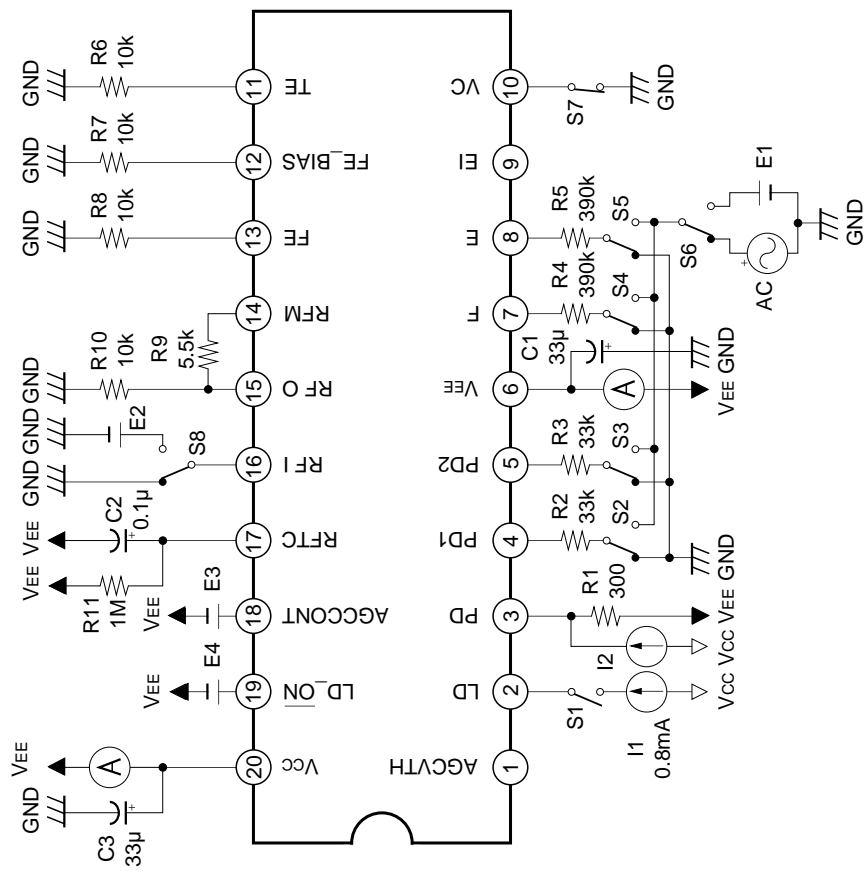 GND
C3
33μ
VEE
A
20
Vcc
VEE
E4
19
LD_ON
VEE
E3
18
AGCCONT
VEE
VEE
R11
1M
C2
0.1μ
17
RFTC
GND
GND
E2
S8
16
RF I
GND
R10
10k
15
RF O
R9
5.5k
14
RFM
GND
R8
10k
13
FE
GND
R7
10k
12
FE_BIAS
GND
R6
10k
11
TE
AGCVTH
1
LD
2
S1
I1
0.8mA
Vcc
PD
3
I2
Vcc
R1
300
VEE
PD1
4
R2
33k
S2
GND
PD2
5
R3
33k
S3
VEE
6
A
VEE
C1
33μ
GND
F
7
R4
390k
S4
E
8
R5
390k
S5
S6
AC
E1
GND
EI
9
VC
10
S7
GND